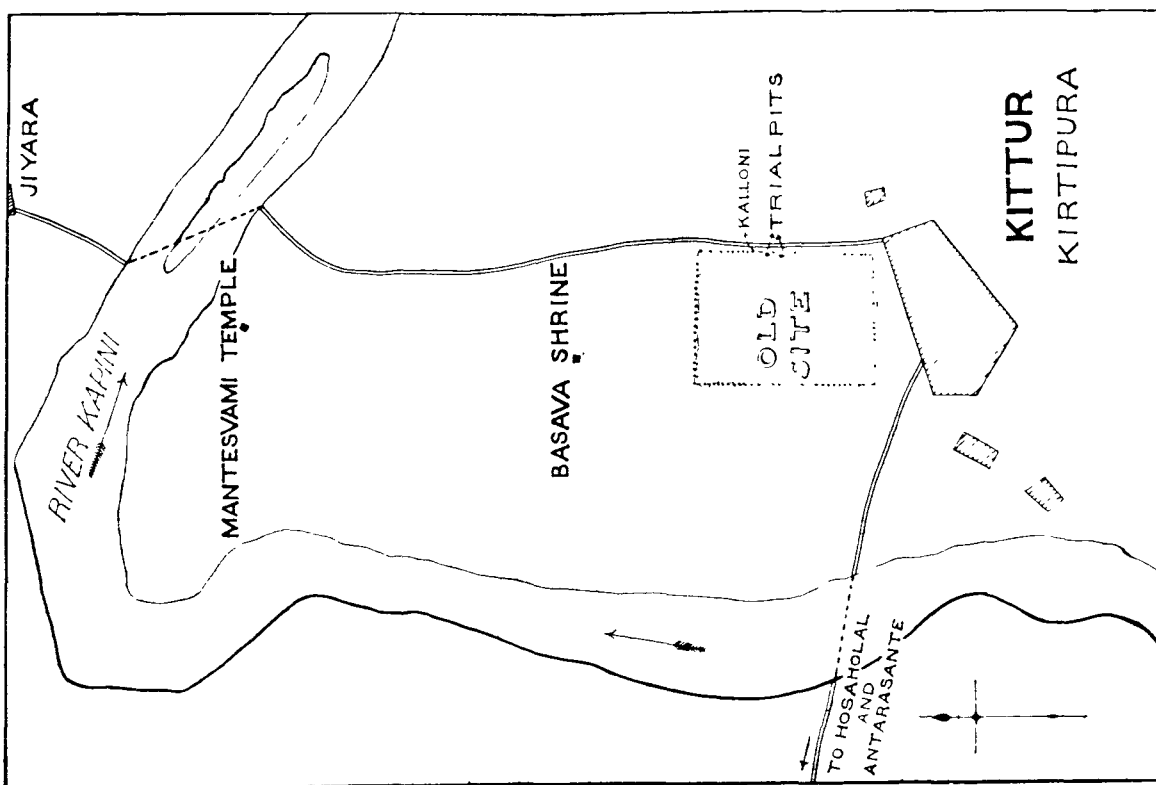 JIYARA
RIVER KAPINI
MANTESVAMI TEMPLE
BASAVA SHRINE
KALLONI
TRIAL PITS
OLD
SITE
KITTUR
KIRTIPURA
TO HOSAHOLAL
AND
ANTARASANTE